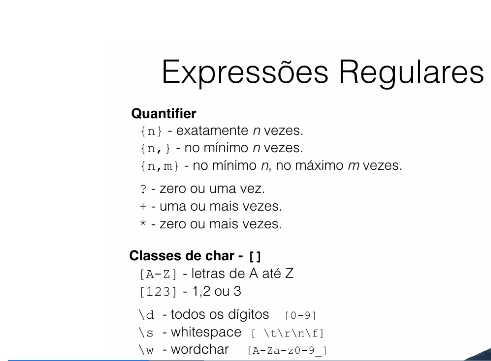 Expressões Regulares
Quantifier
{n} - exatamente n vezes.
{n,} - no mínimo n vezes.
{n,m} - no mínimo n, no máximo m vezes.
? - zero ou uma vez.
+ - uma ou mais vezes.
* - zero ou mais vezes.
Classes de char - []
[A-Z] - letras de A até Z
[123] - 1,2 ou 3
\d - todos os dígitos [0-9]
\s - whitespace [ \t\r\n\f]
\w - wordchar [A-Za-z0-9_]